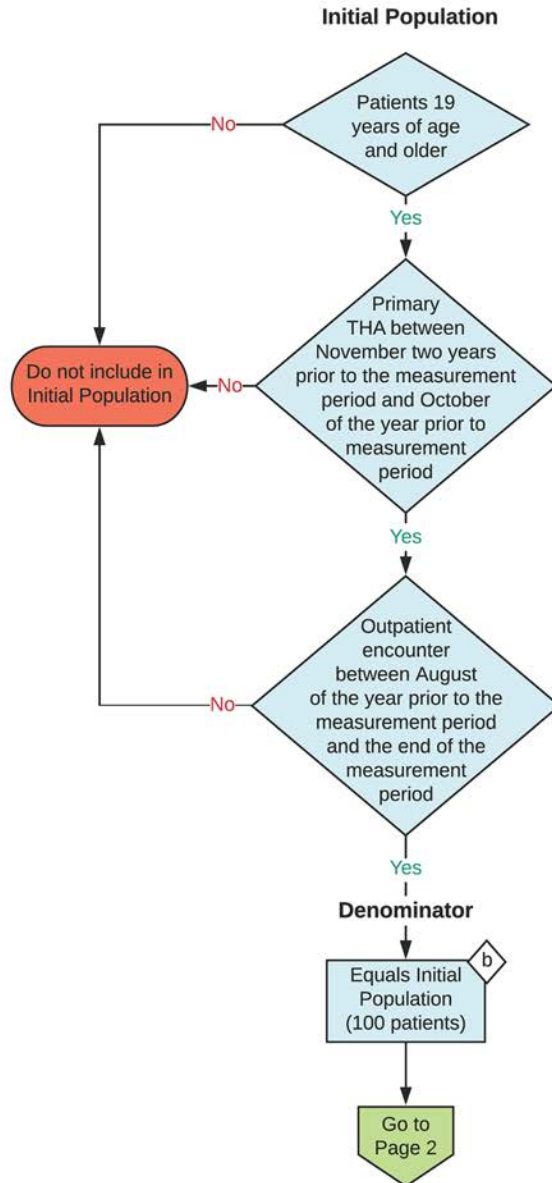 Initial Population
Patients 19
years of age
and older
No
Yes
Primary
THA between
November two years
prior to the measurement
period and October
of the year prior to
measurement
period
No
Do not include in
Initial Population
Yes
Outpatient
encounter
between August
of the year prior to the
measurement period
and the end of the
measurement
period
No
Yes
Denominator
b
Equals Initial
Population
(100 patients)
Go to
Page 2